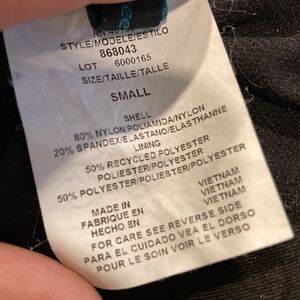 STYLE/MODELE/ESTILO
868043
LOT 6000165
SIZE/TAILLE/TALLE
SMALL
SHELL
80% NYLON/POLIAMIDA/NYLON
20% SPANDEX/ELASTANO/ELASTHANNE
LINING
50% RECYCLED POLYESTER/
POLIESTER/POLYESTER
50% POLYESTER/POLIESTER/POLYESTER
MADE IN VIETNAM
FABRIQUE EN VIETNAM
HECHO EN VIETNAM
FOR CARE SEE REVERSE SIDE
PARA EL CUIDADO VEA EL DORSO
POUR LE SOIN VOIR LE VERSO